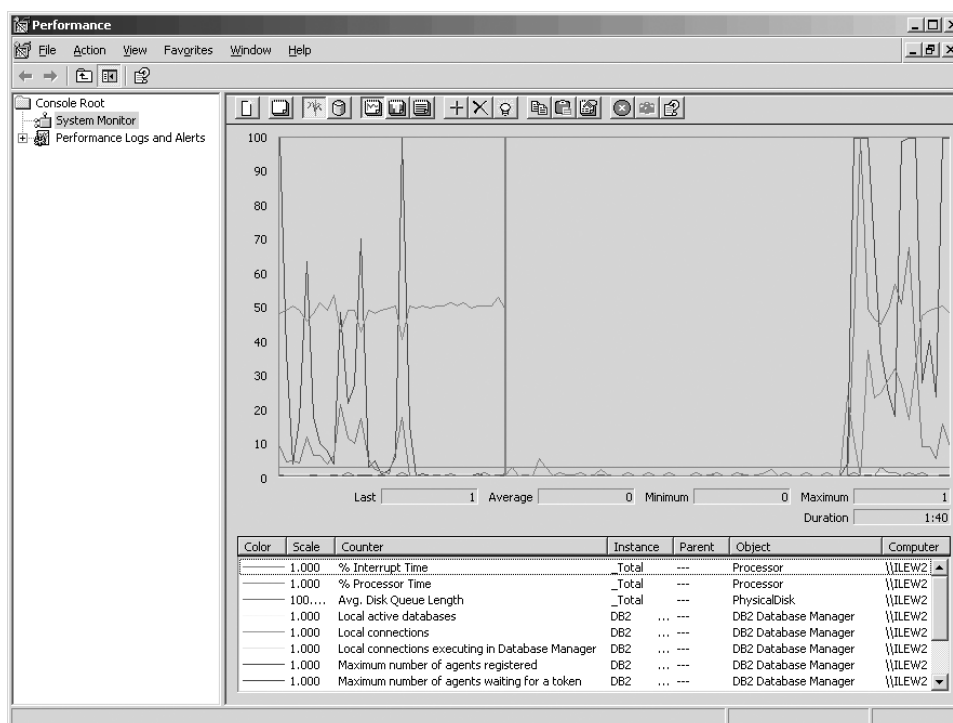 Performance
File Action View Favorites Window Help
Console Root
System Monitor
Performance Logs and Alerts
100
90
80
70
60
50
40
30
20
10
0
Last 1 Average 0 Minimum 0 Maximum 1
Duration 1:40
Color Scale Counter Instance Parent Object Computer
1.000 % Interrupt Time _Total --- Processor \\ILEW2
1.000 % Processor Time _Total --- Processor \\ILEW2
100.... Avg. Disk Queue Length _Total --- PhysicalDisk \\ILEW2
1.000 Local active databases DB2 ... --- DB2 Database Manager \\ILEW2
1.000 Local connections DB2 ... --- DB2 Database Manager \\ILEW2
1.000 Local connections executing in Database Manager DB2 ... --- DB2 Database Manager \\ILEW2
1.000 Maximum number of agents registered DB2 ... --- DB2 Database Manager \\ILEW2
1.000 Maximum number of agents waiting for a token DB2 ... --- DB2 Database Manager \\ILEW2